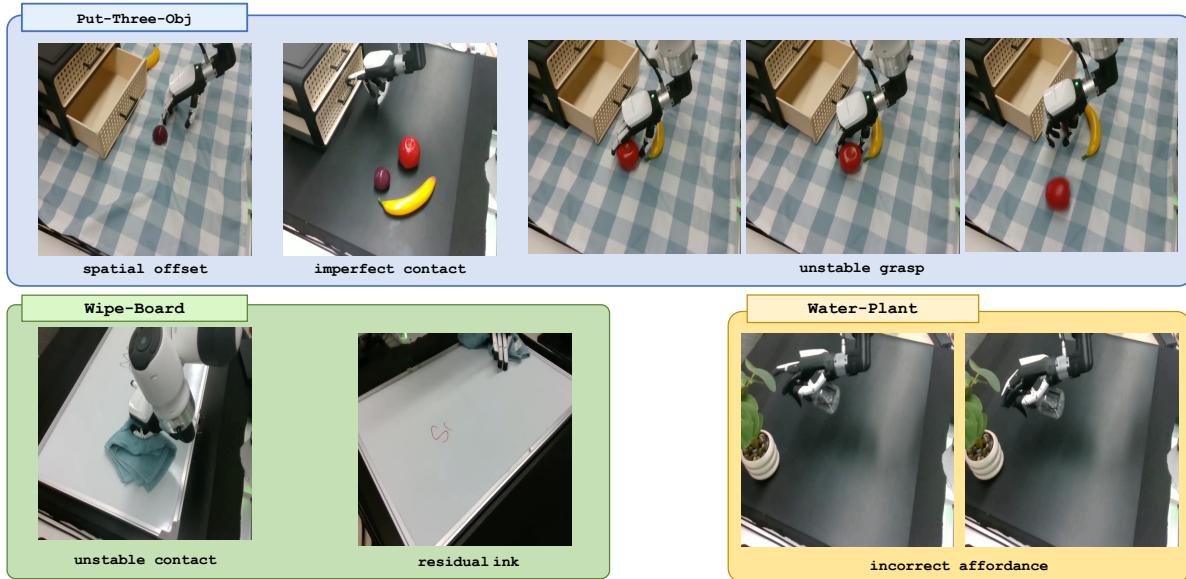 Put-Three-Obj
spatial offset
imperfect contact
unstable grasp
Wipe-Board
Water-Plant
unstable contact
residual ink
incorrect affordance